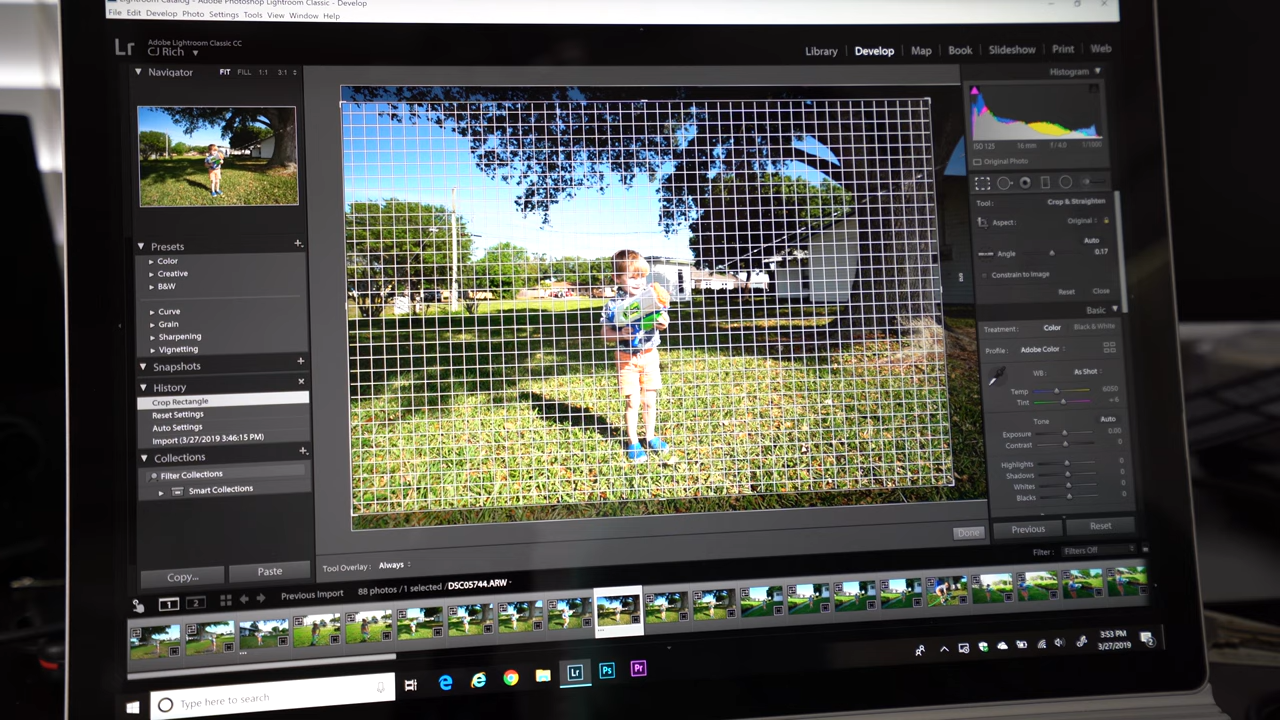 Lightroom Catalog - Adobe Photoshop Lightroom Classic - Develop
File Edit Develop Photo Settings Tools View Window Help
Lr
Adobe Lightroom Classic CC
CJ Rich
Library | Develop | Map | Book | Slideshow | Print | Web
Navigator FIT FILL 1:1 3:1
Histogram
ISO 125 16 mm f/4.0
Original Photo
Tool: Crop & Straighten
Aspect: Original
Auto
Angle 0.17
Constrain to Image
Reset Close
Presets
Color
Creative
B&W
Curve
Grain
Sharpening
Vignetting
Snapshots
History
Crop Rectangle
Reset Settings
Auto Settings
Import (3/27/2019 3:46:15 PM)
Collections
Filter Collections
Smart Collections
Copy... Paste
Basic
Treatment: Color Black & White
Profile: Adobe Color
WB: As Shot
Temp 6050
Tint
Tone Auto
Exposure 0.00
Contrast 0
Highlights 0
Shadows 0
Whites 0
Blacks 0
Previous Reset
Tool Overlay: Always
Done
1 2 Previous Import 88 photos / 1 selected / DSC05744.ARW
Filter: Filters Off
Type here to search
Lr Ps Pr
3:53 PM
3/27/2019
2